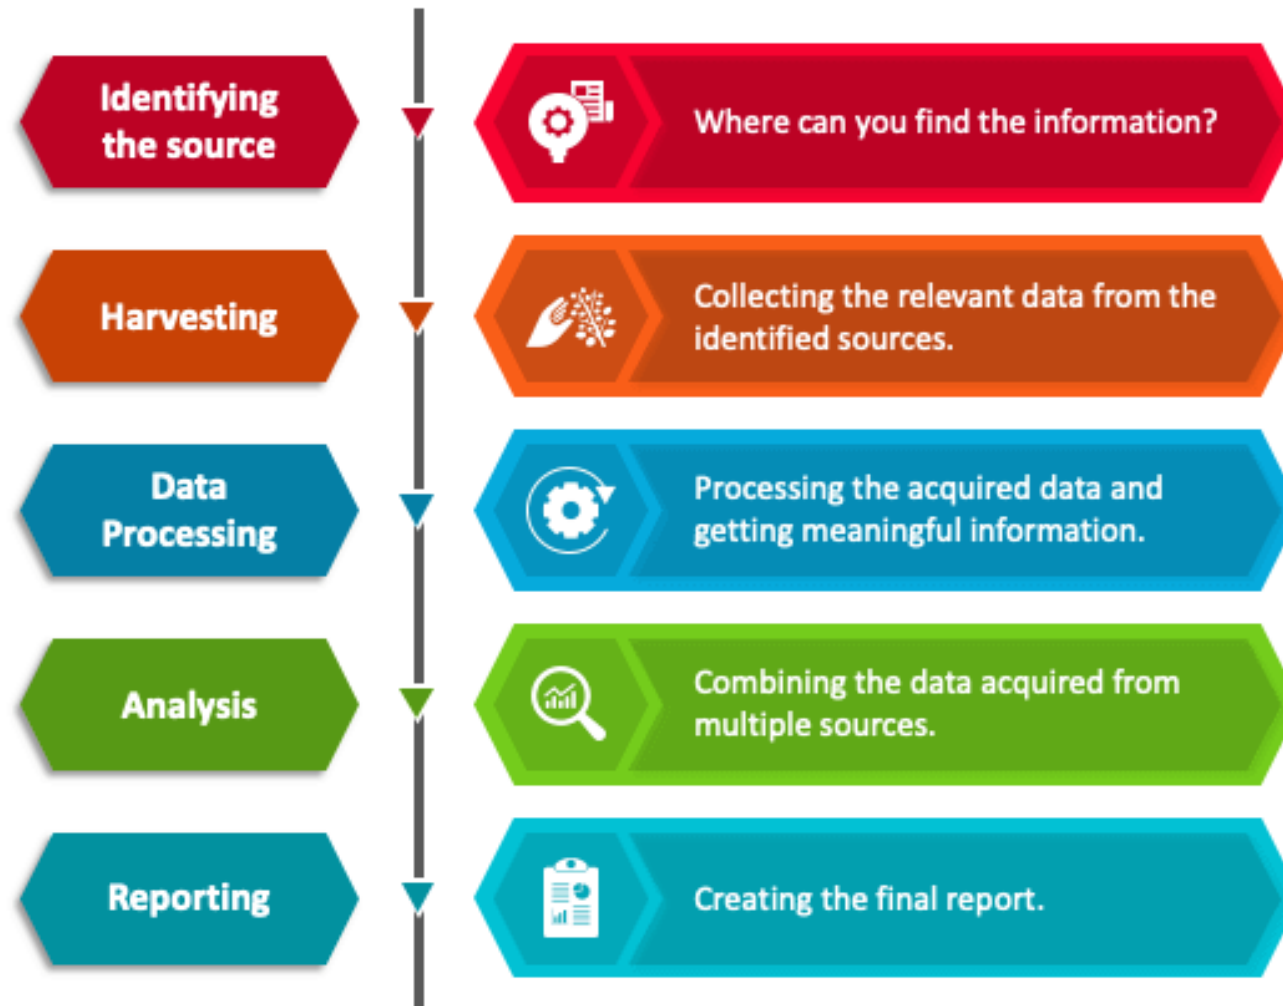 Identifying
the source
Where can you find the information?
Harvesting
Collecting the relevant data from the
identified sources.
Data
Processing
Processing the acquired data and
getting meaningful information.
Analysis
Combining the data acquired from
multiple sources.
Reporting
Creating the final report.